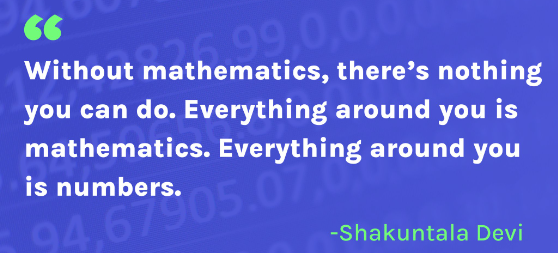 “
Without mathematics, there’s nothing
you can do. Everything around you is
mathematics. Everything around you
is numbers.
-Shakuntala Devi